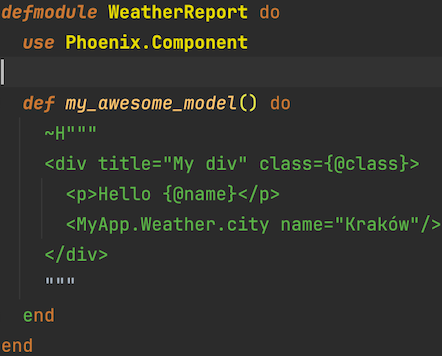 defmodule WeatherReport do
  use Phoenix.Component

  def my_awesome_model() do
    ~H"""
    <div title="My div" class={@class}>
      <p>Hello {@name}</p>
      <MyApp.Weather.city name="Kraków"/>
    </div>
    """
  end
end